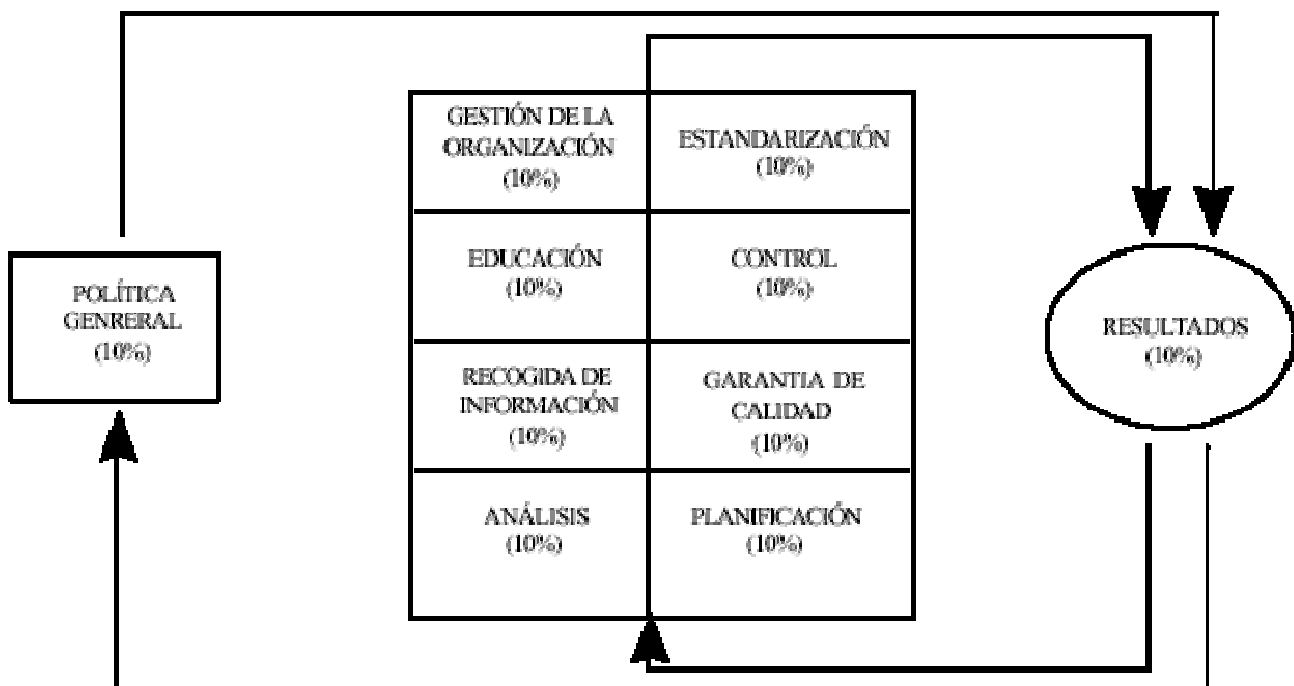 GESTIÓN DE LA
ORGANIZACIÓN
(10%)
ESTANDARIZACIÓN
(10%)
EDUCACIÓN
(10%)
CONTROL
(10%)
POLÍTICA
GENRERAL
(10%)
RESULTADOS
(10%)
RECOGIDA DE
INFORMACIÓN
(10%)
GARANTIA DE
CALIDAD
(10%)
ANÁLISIS
(10%)
PLANIFICACIÓN
(10%)